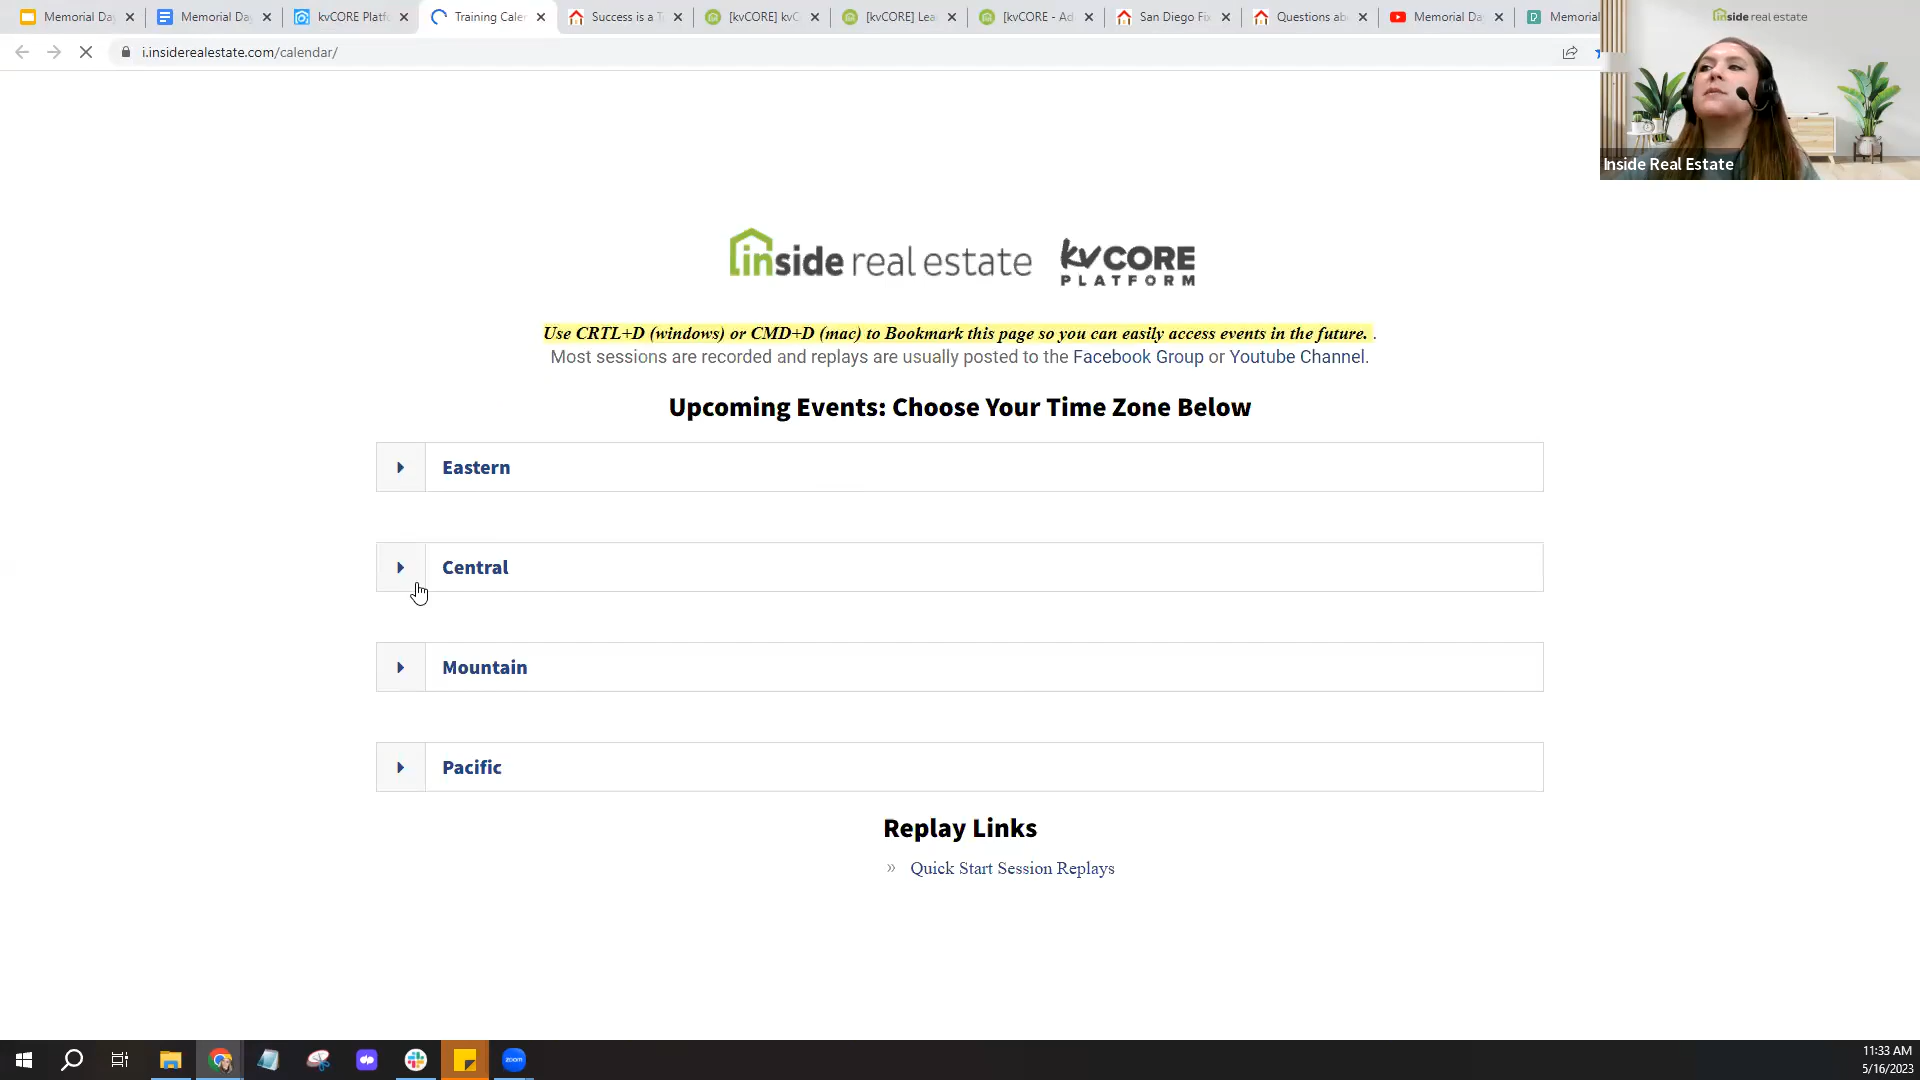 Memorial Da
Memorial Da
kvCORE Platf
Training Cale
Success is a T
[kvCORE] kvC
[kvCORE] Lea
[kvCORE - Ad
San Diego Fi
Questions ab
Memorial Da
Memorial
inside real estate
i.insiderealestate.com/calendar/
Inside Real Estate
inside real estate
kvCORE
PLATFORM
Use CRTL+D (windows) or CMD+D (mac) to Bookmark this page so you can easily access events in the future. .
Most sessions are recorded and replays are usually posted to the Facebook Group or Youtube Channel.
Upcoming Events: Choose Your Time Zone Below
Eastern
Central
Mountain
Pacific
Replay Links
» Quick Start Session Replays
zoom
11:33 AM
5/16/2023